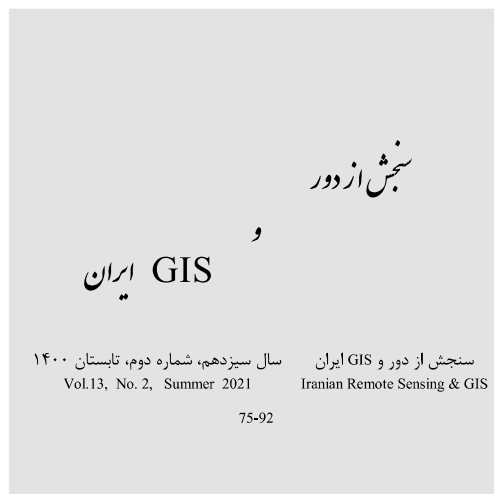 سنجش از دور
و
GIS ایران
سنجش از دور و GIS ایران سال سیزدهم، شماره دوم، تابستان ۱۴۰۰
Vol.13, No. 2, Summer 2021 Iranian Remote Sensing & GIS
75-92